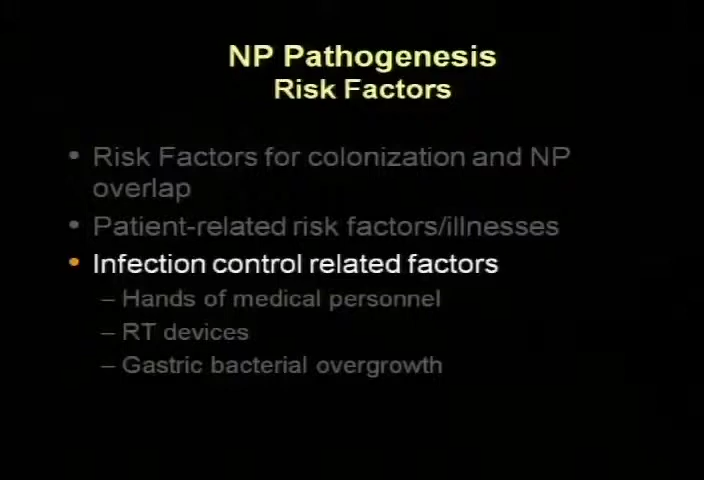 NP Pathogenesis
Risk Factors
• Risk Factors for colonization and NP
overlap
• Patient-related risk factors/illnesses
• Infection control related factors
– Hands of medical personnel
– RT devices
– Gastric bacterial overgrowth